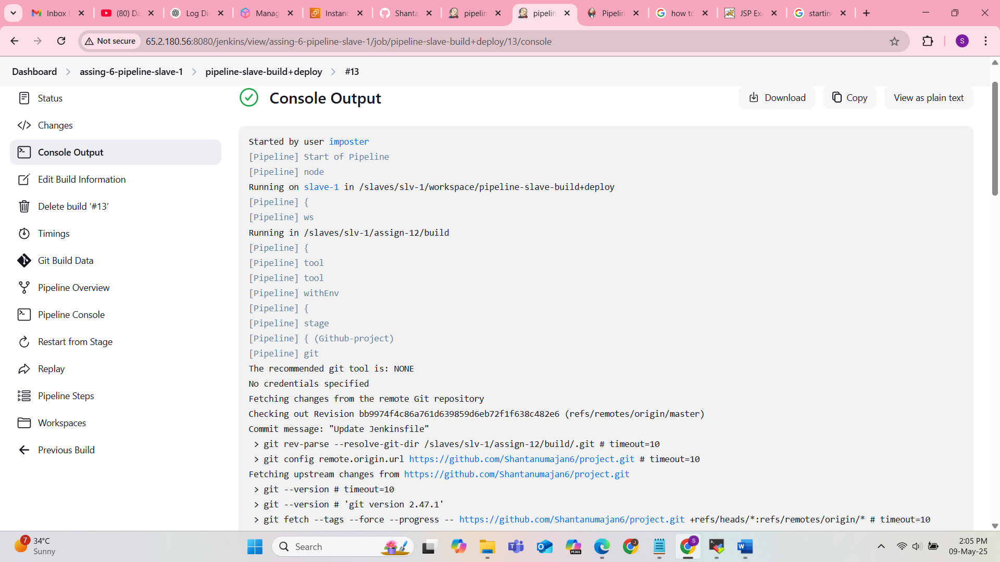 Inbox (
(80) Da
Log Di
Manag
Instanc
Shanta
pipelin
pipelin
Pipelin
how to
JSP Exa
startin
Not secure
65.2.180.56:8080/jenkins/view/assing-6-pipeline-slave-1/job/pipeline-slave-build+deploy/13/console
S
Dashboard > assing-6-pipeline-slave-1 > pipeline-slave-build+deploy > #13
Status
Changes
Console Output
Edit Build Information
Delete build ‘#13’
Timings
Git Build Data
Pipeline Overview
Pipeline Console
Restart from Stage
Replay
Pipeline Steps
Workspaces
Previous Build
Console Output
Download
Copy
View as plain text
Started by user imposter
[Pipeline] Start of Pipeline
[Pipeline] node
Running on slave-1 in /slaves/slv-1/workspace/pipeline-slave-build+deploy
[Pipeline] {
[Pipeline] ws
Running in /slaves/slv-1/assign-12/build
[Pipeline] {
[Pipeline] tool
[Pipeline] tool
[Pipeline] withEnv
[Pipeline] {
[Pipeline] stage
[Pipeline] { (Github-project)
[Pipeline] git
The recommended git tool is: NONE
No credentials specified
Fetching changes from the remote Git repository
Checking out Revision bb9974f4c86a761d639859d6eb72f1f638c482e6 (refs/remotes/origin/master)
Commit message: "Update Jenkinsfile"
> git rev-parse --resolve-git-dir /slaves/slv-1/assign-12/build/.git # timeout=10
> git config remote.origin.url https://github.com/Shantanumajan6/project.git # timeout=10
Fetching upstream changes from https://github.com/Shantanumajan6/project.git
> git --version # timeout=10
> git --version # 'git version 2.47.1'
> git fetch --tags --force --progress -- https://github.com/Shantanumajan6/project.git +refs/heads/*:refs/remotes/origin/* # timeout=10
7
34°C
Sunny
Search
M365
J
S
2:05 PM
09-May-25